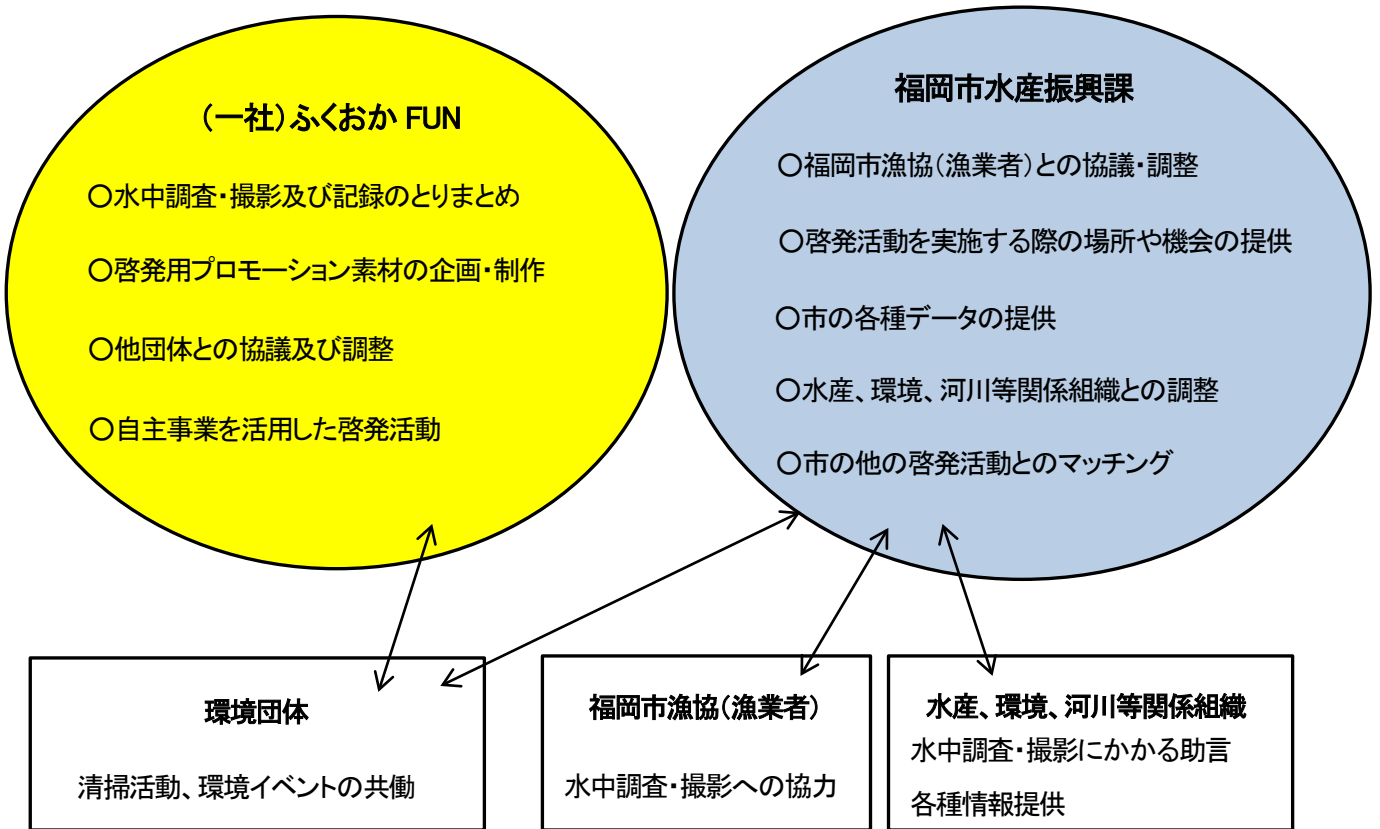 （一社）ふくおか FUN
〇水中調査・撮影及び記録のとりまとめ
〇啓発用プロモーション素材の企画・制作
〇他団体との協議及び調整
〇自主事業を活用した啓発活動
福岡市水産振興課
〇福岡市漁協（漁業者）との協議・調整
〇啓発活動を実施する際の場所や機会の提供
〇市の各種データの提供
〇水産、環境、河川等関係組織との調整
〇市の他の啓発活動とのマッチング
環境団体
清掃活動、環境イベントの共働
福岡市漁協（漁業者）
水中調査・撮影への協力
水産、環境、河川等関係組織
水中調査・撮影にかかる助言
各種情報提供